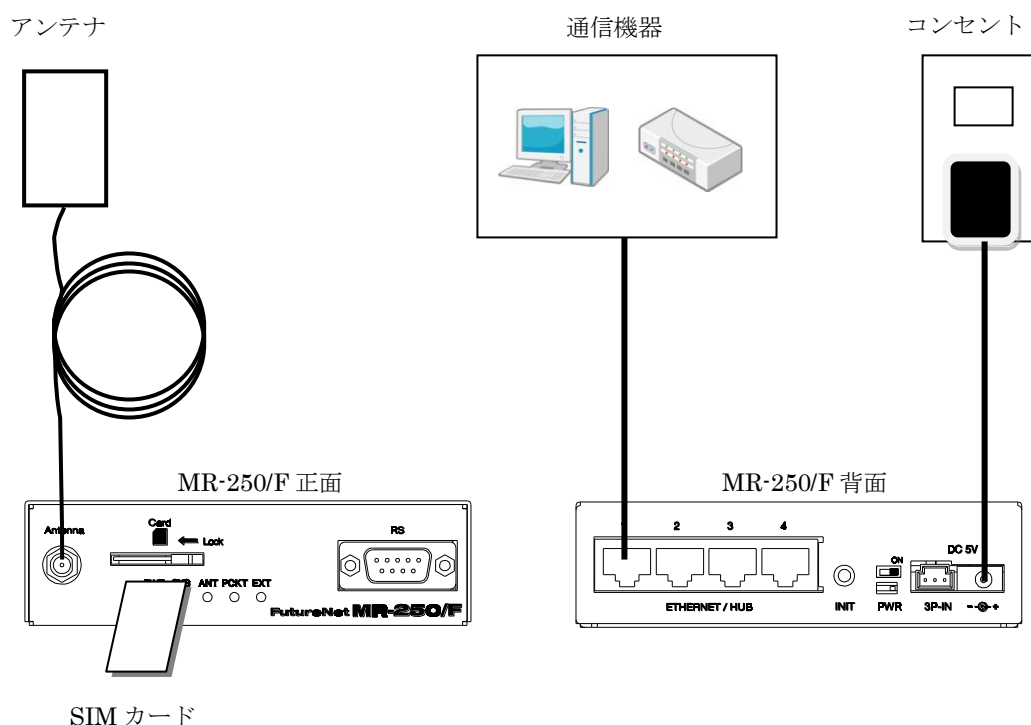 アンテナ
通信機器
コンセント
MR-250/F 正面
MR-250/F 背面
Antenna
Card
Lock
RS
ANT PCKT EXT
FutureNet MR-250/F
1 2 3 4
ETHERNET / HUB
INIT
ON
PWR
3P-IN
DC 5V
- +
SIM カード